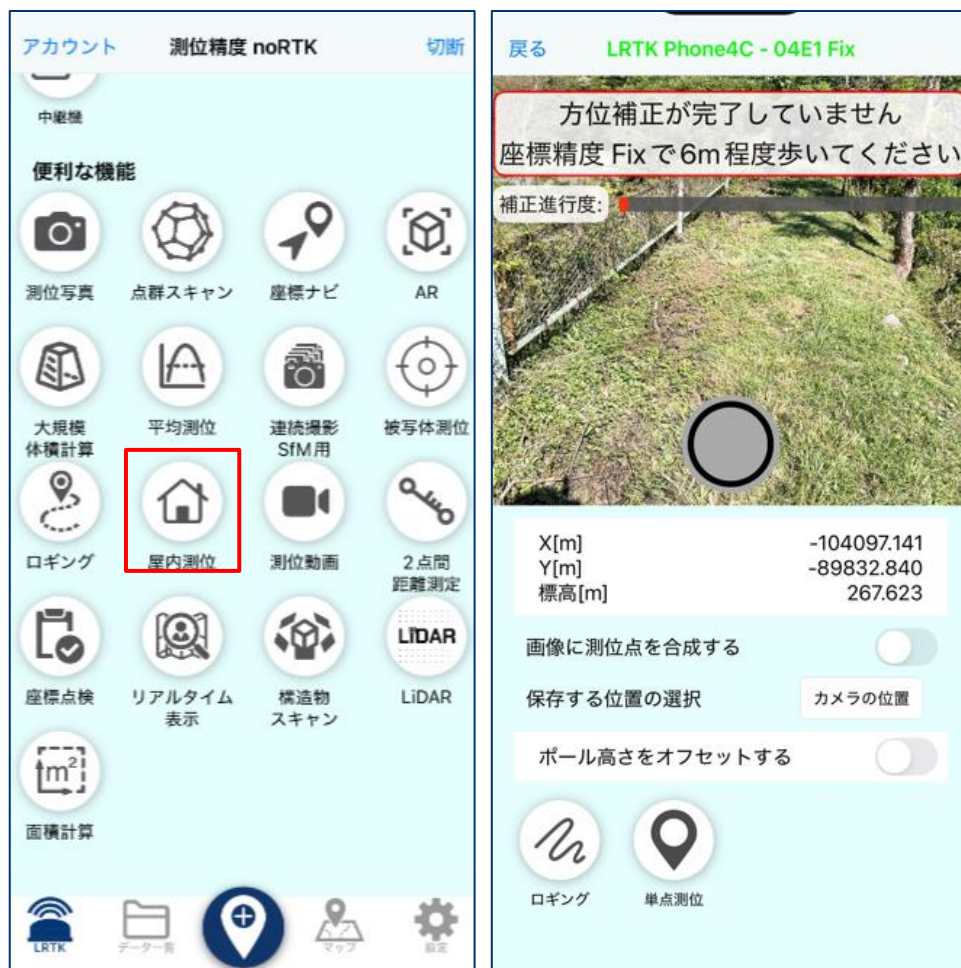 アカウント
測位精度 noRTK
切断
中継機
便利な機能
測位写真
点群スキャン
座標ナビ
AR
大規模
体積計算
平均測位
連続撮影
SfM用
被写体測位
ロギング
屋内測位
測位動画
2点間
距離測定
座標点検
リアルタイム
表示
構造物
スキャン
LiDAR
LiDAR
m²
面積計算
LRTK
データ一覧
マップ
設定
戻る
LRTK Phone4C - 04E1 Fix
方位補正が完了していません
座標精度 Fixで6m程度歩いてください
補正進行度:
X[m] -104097.141
Y[m] -89832.840
標高[m] 267.623
画像に測位点を合成する
保存する位置の選択
カメラの位置
ポール高さをオフセットする
ロギング
単点測位